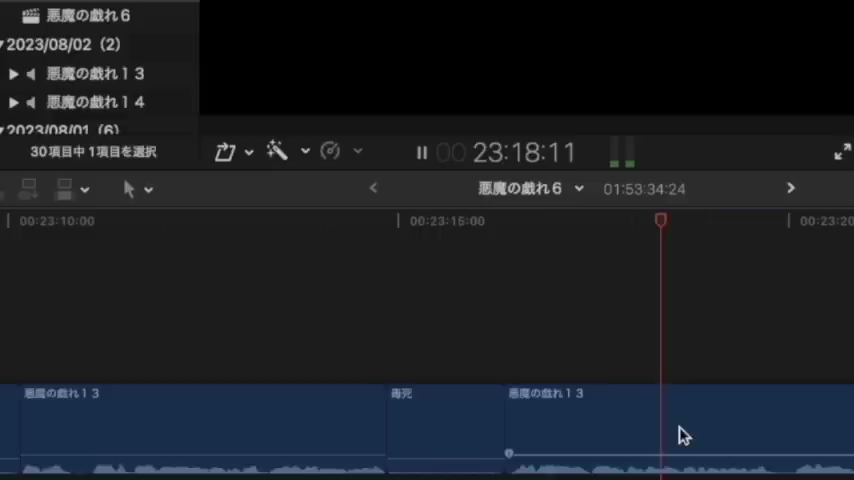 悪魔の戯れ6
2023/08/02（2）
悪魔の戯れ13
悪魔の戯れ14
2023/08/01（6）
30項目中1項目を選択
00 23:18:11
悪魔の戯れ6 01:53:34:24
00:23:10:00 00:23:15:00 00:23:20
悪魔の戯れ13 毒死 悪魔の戯れ13